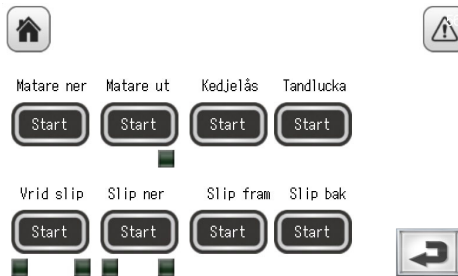 Matare ner Matare ut Kedjelås Tandlucka
Start Start Start Start
Vrid slip Slip ner Slip fram Slip bak
Start Start Start Start